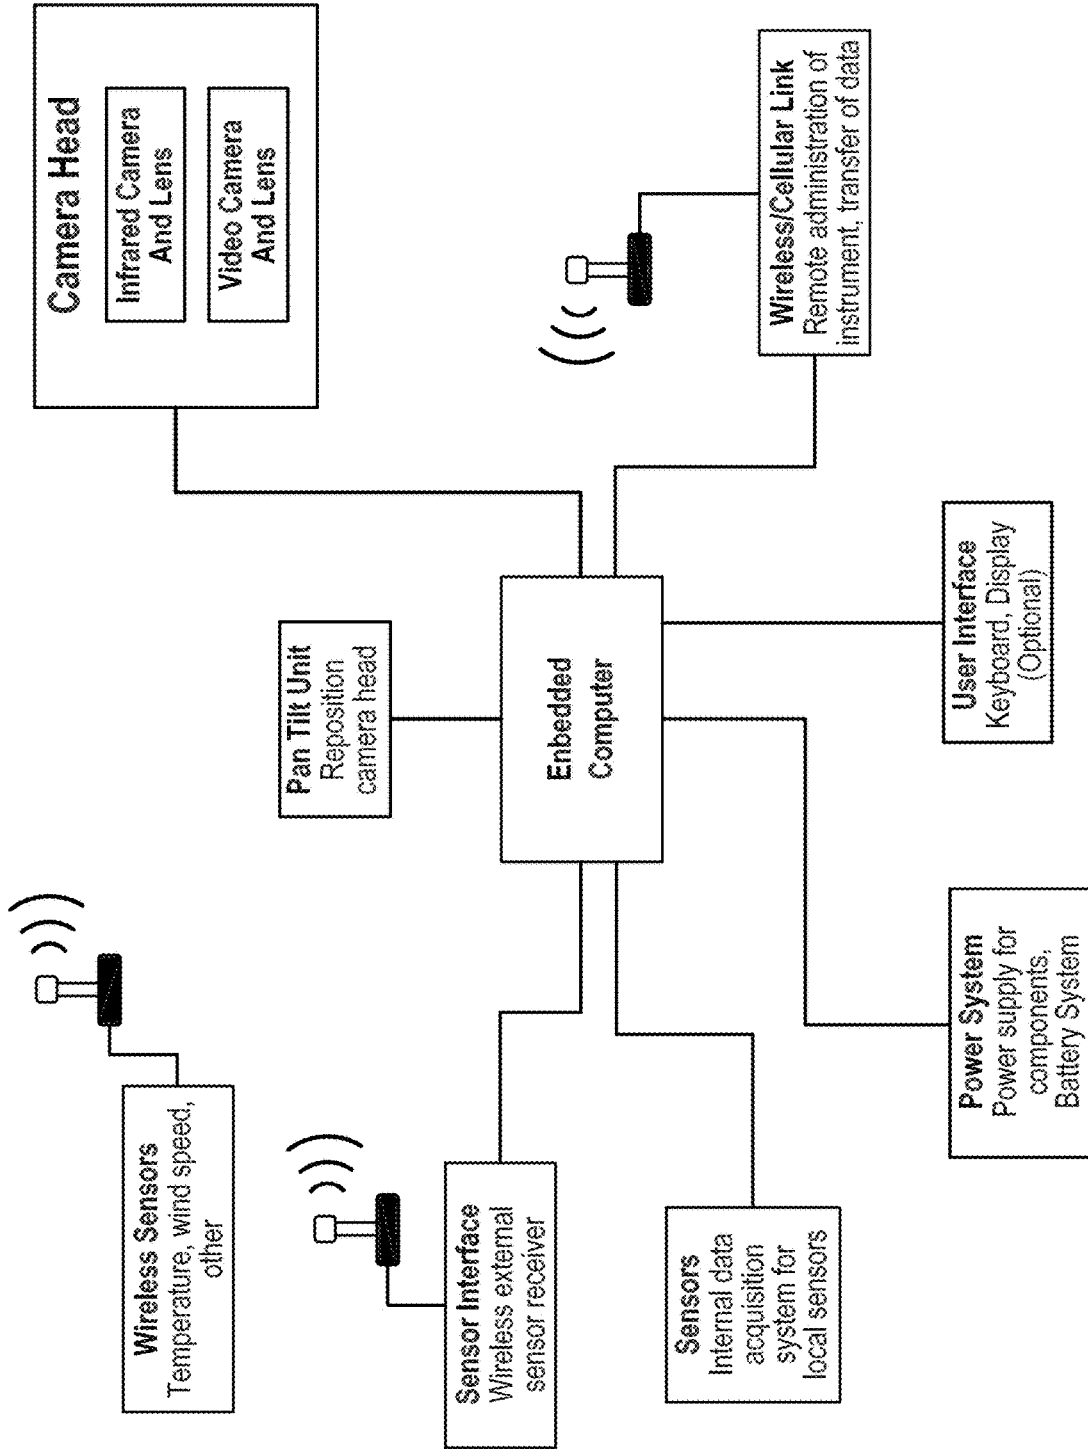 Wireless Sensors
Temperature, wind speed,
other
Camera Head
Infrared Camera
And Lens
Video Camera
And Lens
Pan Tilt Unit
Reposition
camera head
Sensor Interface
Wireless external
sensor receiver
Enbedded
Computer
Sensors
Internal data
acquisition
system for
local sensors
Wireless/Cellular Link
Remote administration of
instrument, transfer of data
Power System
Power supply for
components,
Battery System
User Interface
Keyboard, Display
(Optional)